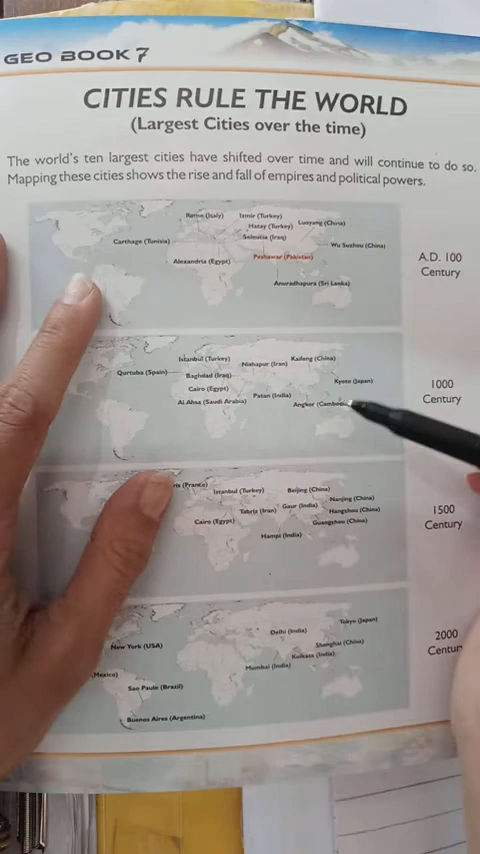 GEO BOOK 7
CITIES RULE THE WORLD
(Largest Cities over the time)
The world's ten largest cities have shifted over time and will continue to do so.
Mapping these cities shows the rise and fall of empires and political powers.
Rome (Italy)
Izmir (Turkey)
Hatay (Turkey)
Luoyang (China)
Carthage (Tunisia)
Seleucia (Iraq)
Wu Suzhou (China)
Alexandria (Egypt)
Peshawar (Pakistan)
Anuradhapura (Sri Lanka)
A.D. 100
Century
Istanbul (Turkey)
Nishapur (Iran)
Kaifeng (China)
Qurtuba (Spain)
Baghdad (Iraq)
Kyoto (Japan)
Cairo (Egypt)
Patan (India)
Al Ahsa (Saudi Arabia)
Angkor
1000
Century
(France)
Istanbul (Turkey)
Beijing (China)
Nanjing (China)
Tabriz (Iran)
Gaur (India)
Hangzhou (China)
Cairo (Egypt)
Guangzhou (China)
Hampi (India)
1500
Century
Tokyo (Japan)
Delhi (India)
New York (USA)
Shanghai (China)
Kolkata (India)
Mumbai (India)
Mexico)
Sao Paulo (Brazil)
Buenos Aires (Argentina)
2000
Centur